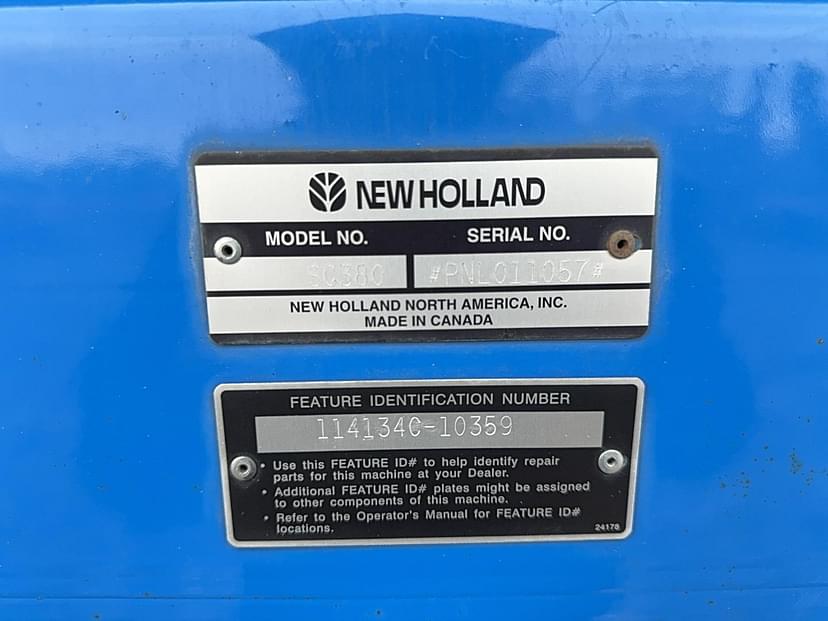 NEW HOLLAND
MODEL NO. SERIAL NO.
SC380 #PNL011057#
NEW HOLLAND NORTH AMERICA, INC.
MADE IN CANADA
FEATURE IDENTIFICATION NUMBER
114134C-10359
• Use this FEATURE ID# to help identify repair
parts for this machine at your Dealer.
• Additional FEATURE ID# plates might be assigned
to other components of this machine.
• Refer to the Operator's Manual for FEATURE ID#
locations.
24178